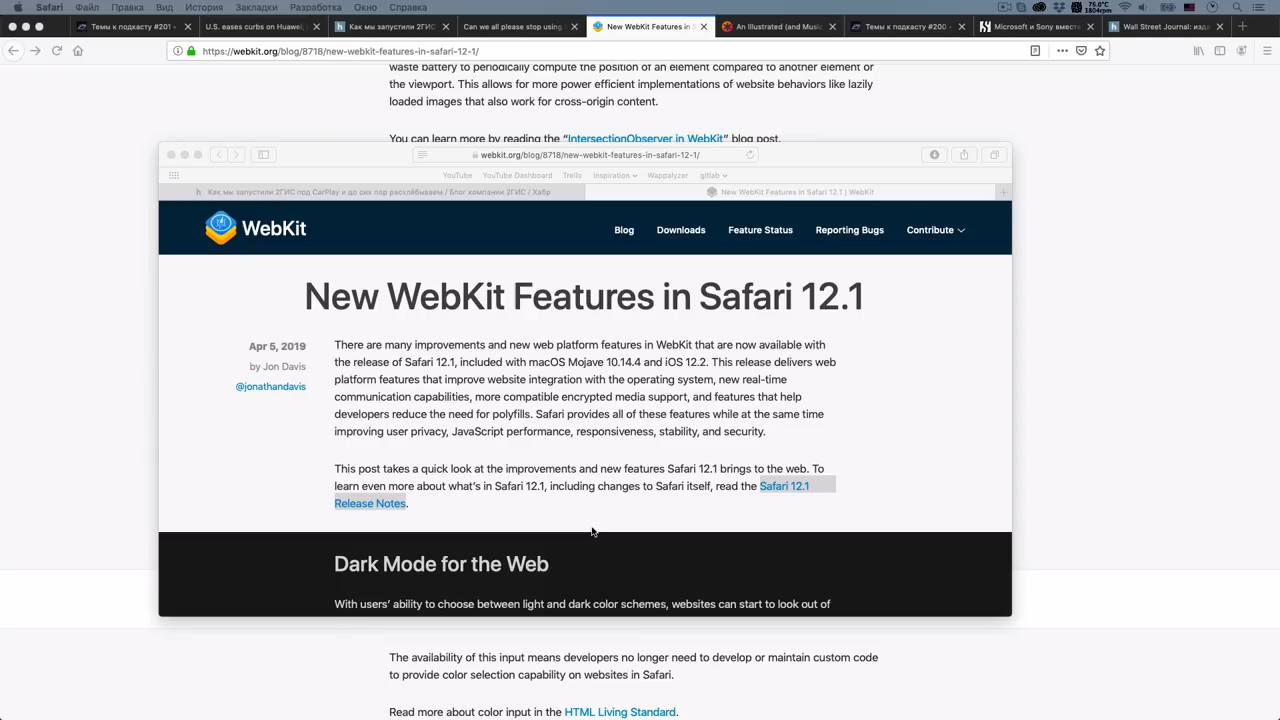 Safari Файл Правка Вид История Закладки Разработка Окно Справка
Темы к подкасту #201 U.S. eases curbs on Huawei; Как мы запустили 2ГИС Can we all please stop using New WebKit Features in S An Illustrated (and Music Темы к подкасту #200 Microsoft и Sony вместе Wall Street Journal: изда
https://webkit.org/blog/8718/new-webkit-features-in-safari-12-1/
waste battery to periodically compute the position of an element compared to another element or
the viewport. This allows for more power efficient implementations of website behaviors like lazily
loaded images that also work for cross-origin content.
You can learn more by reading the “IntersectionObserver in WebKit” blog post.
webkit.org/blog/8718/new-webkit-features-in-safari-12-1/
YouTube YouTube Dashboard Trello Inspiration Wappalyzer gitlab
Как мы запустили 2ГИС под CarPlay и до сих пор расхлёбываем / Блог компании 2ГИС / Хабр New WebKit Features in Safari 12.1 | WebKit
WebKit Blog Downloads Feature Status Reporting Bugs Contribute
New WebKit Features in Safari 12.1
Apr 5, 2019
by Jon Davis
@jonathandavis
There are many improvements and new web platform features in WebKit that are now available with
the release of Safari 12.1, included with macOS Mojave 10.14.4 and iOS 12.2. This release delivers web
platform features that improve website integration with the operating system, new real-time
communication capabilities, more compatible encrypted media support, and features that help
developers reduce the need for polyfills. Safari provides all of these features while at the same time
improving user privacy, JavaScript performance, responsiveness, stability, and security.
This post takes a quick look at the improvements and new features Safari 12.1 brings to the web. To
learn even more about what’s in Safari 12.1, including changes to Safari itself, read the Safari 12.1
Release Notes.
Dark Mode for the Web
With users’ ability to choose between light and dark color schemes, websites can start to look out of
The availability of this input means developers no longer need to develop or maintain custom code
to provide color selection capability on websites in Safari.
Read more about color input in the HTML Living Standard.